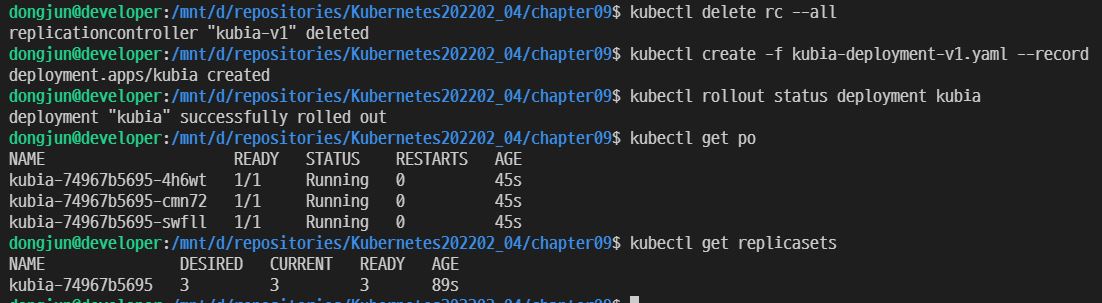 dongjun@developer:/mnt/d/repositories/Kubernetes202202_04/chapter09$ kubectl delete rc --all
replicationcontroller "kubia-v1" deleted
dongjun@developer:/mnt/d/repositories/Kubernetes202202_04/chapter09$ kubectl create -f kubia-deployment-v1.yaml --record
deployment.apps/kubia created
dongjun@developer:/mnt/d/repositories/Kubernetes202202_04/chapter09$ kubectl rollout status deployment kubia
deployment "kubia" successfully rolled out
dongjun@developer:/mnt/d/repositories/Kubernetes202202_04/chapter09$ kubectl get po
NAME READY STATUS RESTARTS AGE
kubia-74967b5695-4h6wt 1/1 Running 0 45s
kubia-74967b5695-cmn72 1/1 Running 0 45s
kubia-74967b5695-swfll 1/1 Running 0 45s
dongjun@developer:/mnt/d/repositories/Kubernetes202202_04/chapter09$ kubectl get replicasets
NAME DESIRED CURRENT READY AGE
kubia-74967b5695 3 3 3 89s
dongjun@developer:/mnt/d/repositories/Kubernetes202202_04/chapter09$